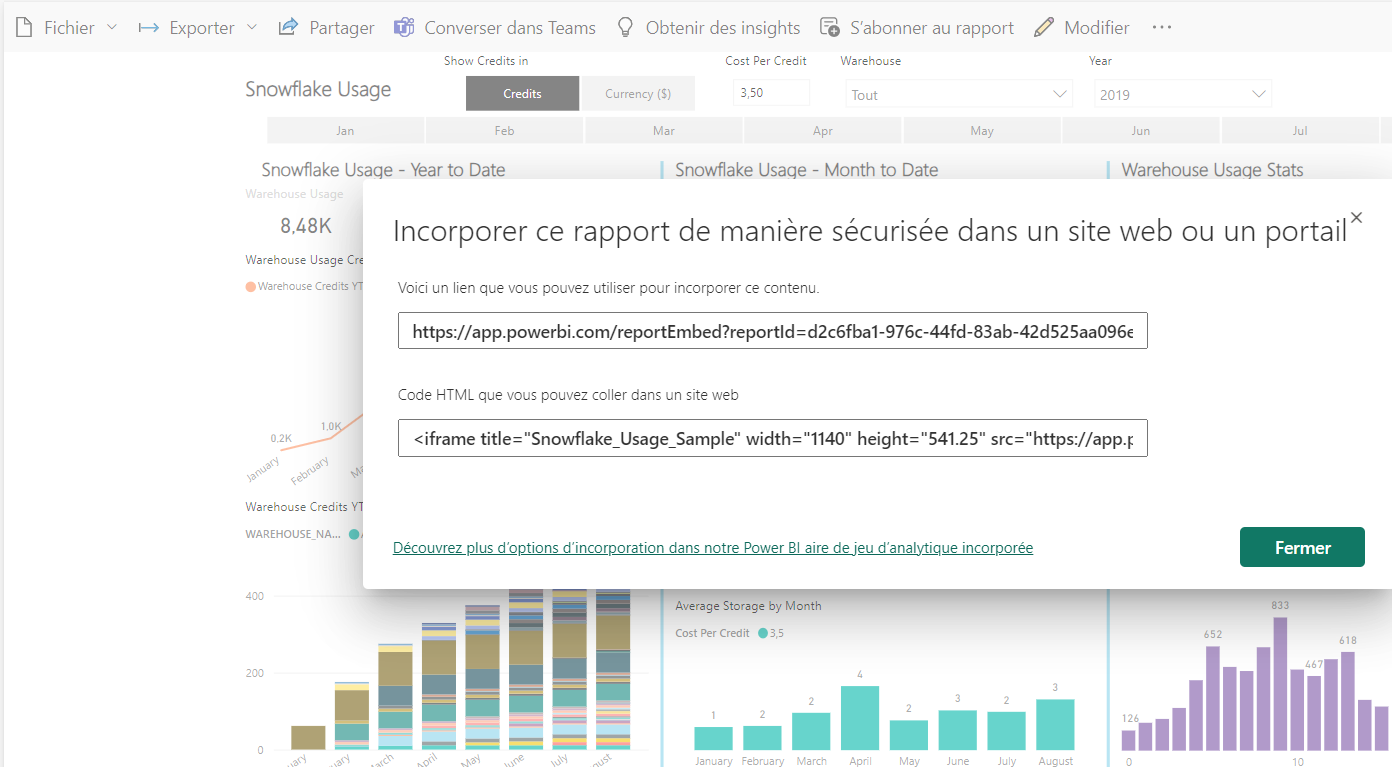 Fichier Exporter Partager Converser dans Teams Obtenir des insights S'abonner au rapport Modifier ...
Show Credits in Cost Per Credit Warehouse Year
Snowflake Usage Credits Currency ($) 3,50 Tout 2019
Jan Feb Mar Apr May Jun Jul
Snowflake Usage - Year to Date Snowflake Usage - Month to Date Warehouse Usage Stats
Warehouse Usage
8,48K
Incorporer ce rapport de manière sécurisée dans un site web ou un portail
Warehouse Usage Cre
Warehouse Credits YT
Voici un lien que vous pouvez utiliser pour incorporer ce contenu.
https://app.powerbi.com/reportEmbed?reportId=d2c6fba1-976c-44fd-83ab-42d525aa096e
Code HTML que vous pouvez coller dans un site web
<iframe title="Snowflake_Usage_Sample" width="1140" height="541.25" src="https://app.p
0,2K 1,0K
January February Ma
Warehouse Credits YT
WAREHOUSE_NA...
Découvrez plus d'options d'incorporation dans notre Power BI aire de jeu d'analytique incorporée
Fermer
400
200
0
uary March April May June July ugust
Average Storage by Month
Cost Per Credit 3,5
1 2 2 4 2 3 2 3
January February March April May June July August
126 652 833 467 618
0 10